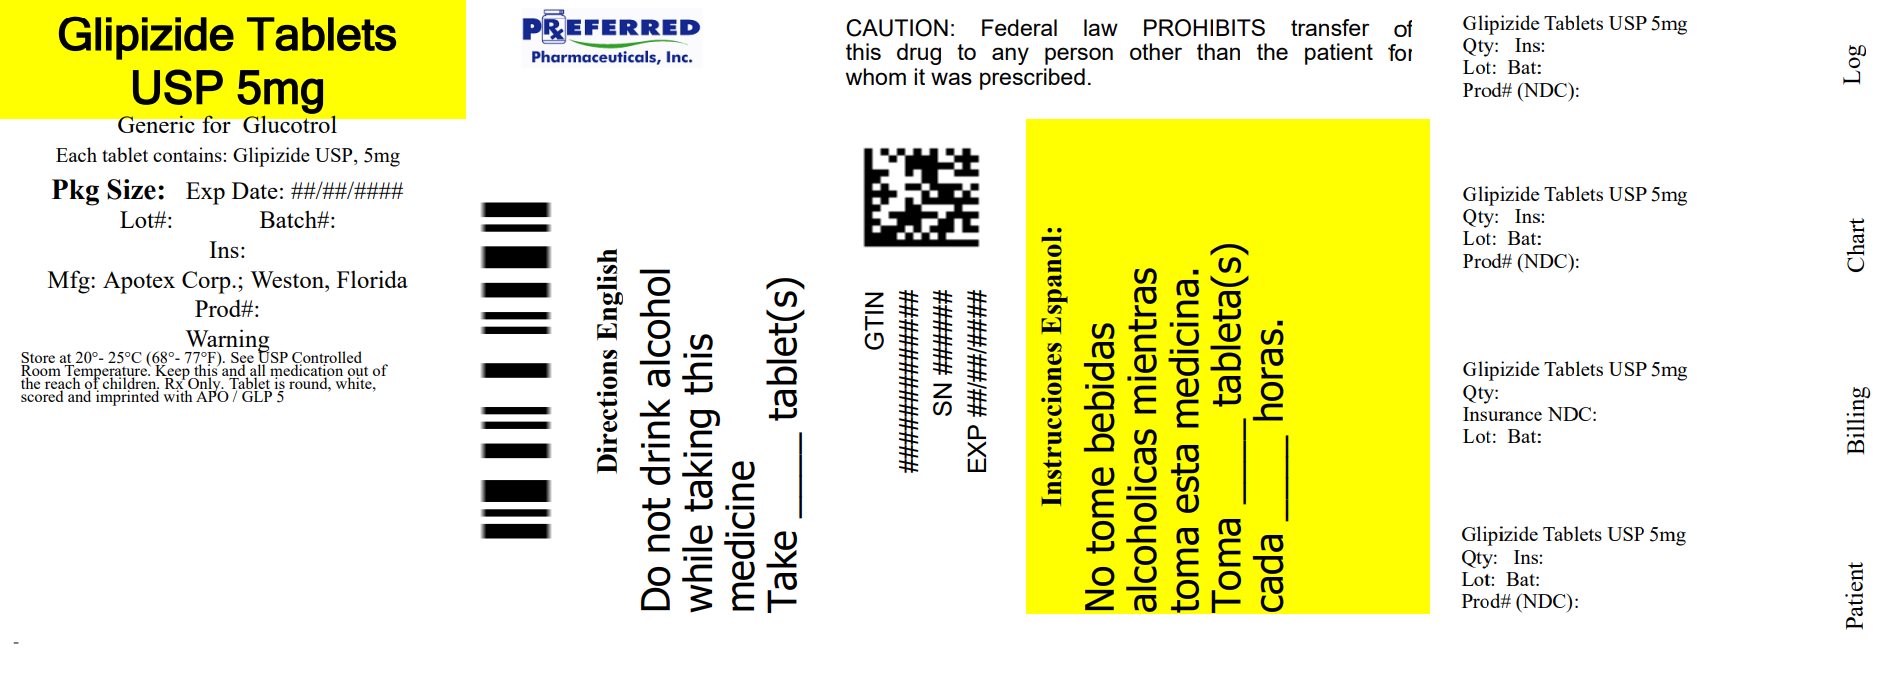 Glipizide Tablets
USP 5mg
Generic for Glucotrol
Each tablet contains: Glipizide USP, 5mg
Pkg Size: Exp Date: ##/##/####
Lot#: Batch#:
Ins:
Mfg: Apotex Corp.; Weston, Florida
Prod#:
Warning
Store at 20°- 25°C (68°- 77°F). See USP Controlled
Room Temperature. Keep this and all medication out of
the reach of children. Rx Only. Tablet is round, white,
scored and imprinted with APO / GLP 5
-
PREFERRED
Pharmaceuticals, Inc.
Directions English
Do not drink alcohol
while taking this
medicine
Take ____ tablet(s)
CAUTION: Federal law PROHIBITS transfer of
this drug to any person other than the patient for
whom it was prescribed.
GTIN
##############
SN ######
EXP ##/##/####
Instrucciones Espanol:
No tome bebidas
alcoholicas mientras
toma esta medicina.
Toma ____ tableta(s)
cada ____ horas.
Glipizide Tablets USP 5mg
Qty: Ins:
Lot: Bat:
Prod# (NDC):
Log
Glipizide Tablets USP 5mg
Qty: Ins:
Lot: Bat:
Prod# (NDC):
Chart
Glipizide Tablets USP 5mg
Qty:
Insurance NDC:
Lot: Bat:
Billing
Glipizide Tablets USP 5mg
Qty: Ins:
Lot: Bat:
Prod# (NDC):
Patient